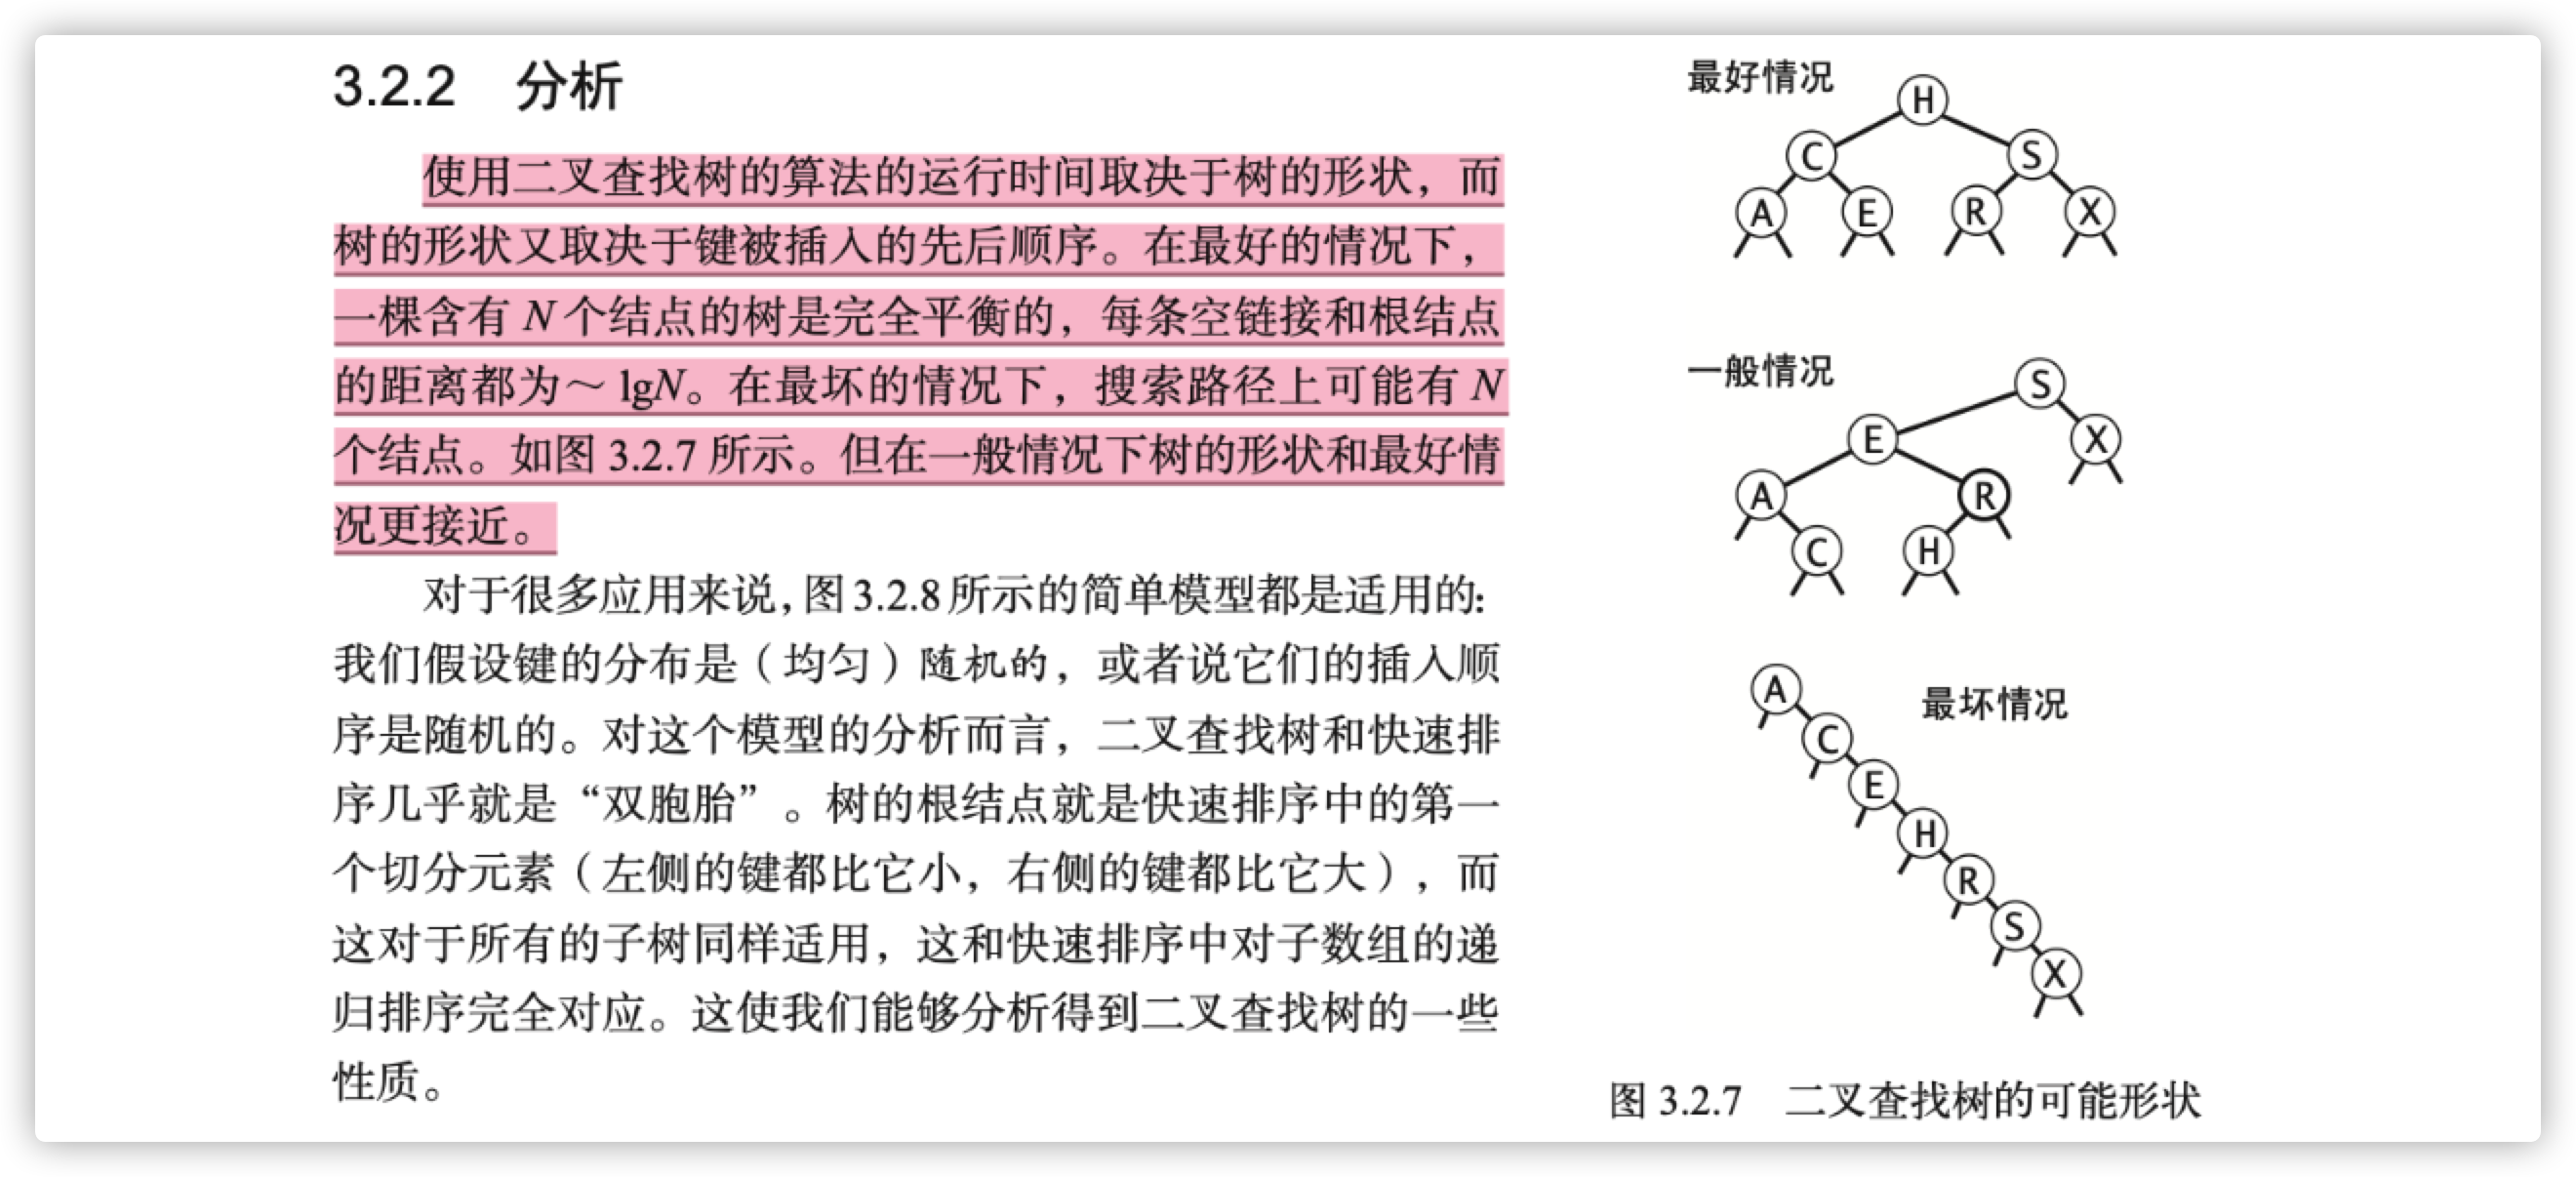 3.2.2 分析
使用二叉查找树的算法的运行时间取决于树的形状，而
树的形状又取决于键被插入的先后顺序。在最好的情况下，
一棵含有 N 个结点的树是完全平衡的，每条空链接和根结点
的距离都为～ lgN。在最坏的情况下，搜索路径上可能有 N
个结点。如图 3.2.7 所示。但在一般情况下树的形状和最好情
况更接近。
对于很多应用来说，图 3.2.8 所示的简单模型都是适用的：
我们假设键的分布是（均匀）随机的，或者说它们的插入顺
序是随机的。对这个模型的分析而言，二叉查找树和快速排
序几乎就是“双胞胎”。树的根结点就是快速排序中的第一
个切分元素（左侧的键都比它小，右侧的键都比它大），而
这对于所有的子树同样适用，这和快速排序中对子数组的递
归排序完全对应。这使我们能够分析得到二叉查找树的一些
性质。
最好情况
H
C S
A E R X
一般情况
S
E X
A R
C H
最坏情况
A
C
E
H
R
S
X
图 3.2.7 二叉查找树的可能形状